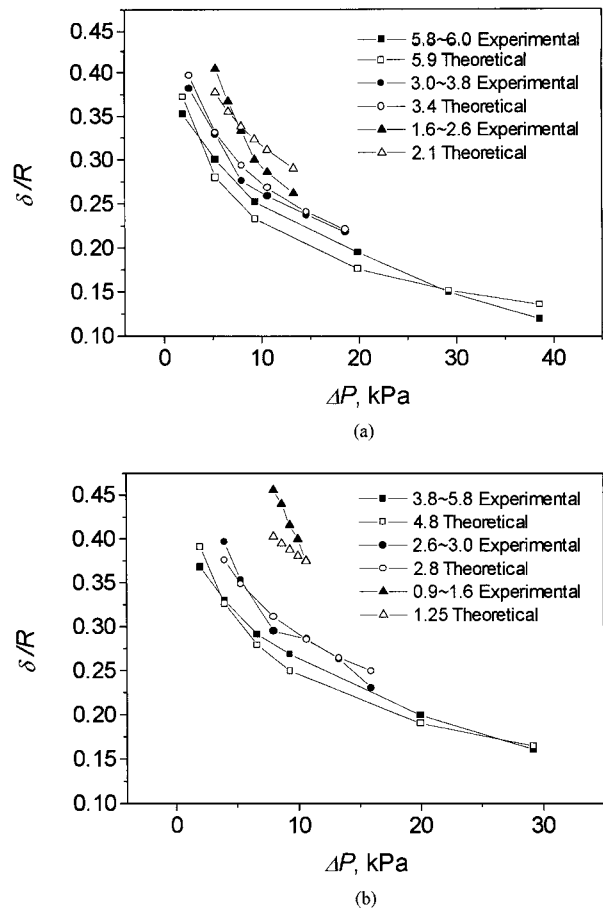 0.45
0.40
0.35
0.30
0.25
0.20
0.15
0.10
δ/R
5.8~6.0 Experimental
5.9 Theoretical
3.0~3.8 Experimental
3.4 Theoretical
1.6~2.6 Experimental
2.1 Theoretical
0 10 20 30 40
ΔP, kPa
(a)
0.45
0.40
0.35
0.30
0.25
0.20
0.15
0.10
δ/R
3.8~5.8 Experimental
4.8 Theoretical
2.6~3.0 Experimental
2.8 Theoretical
0.9~1.6 Experimental
1.25 Theoretical
0 10 20 30
ΔP, kPa
(b)